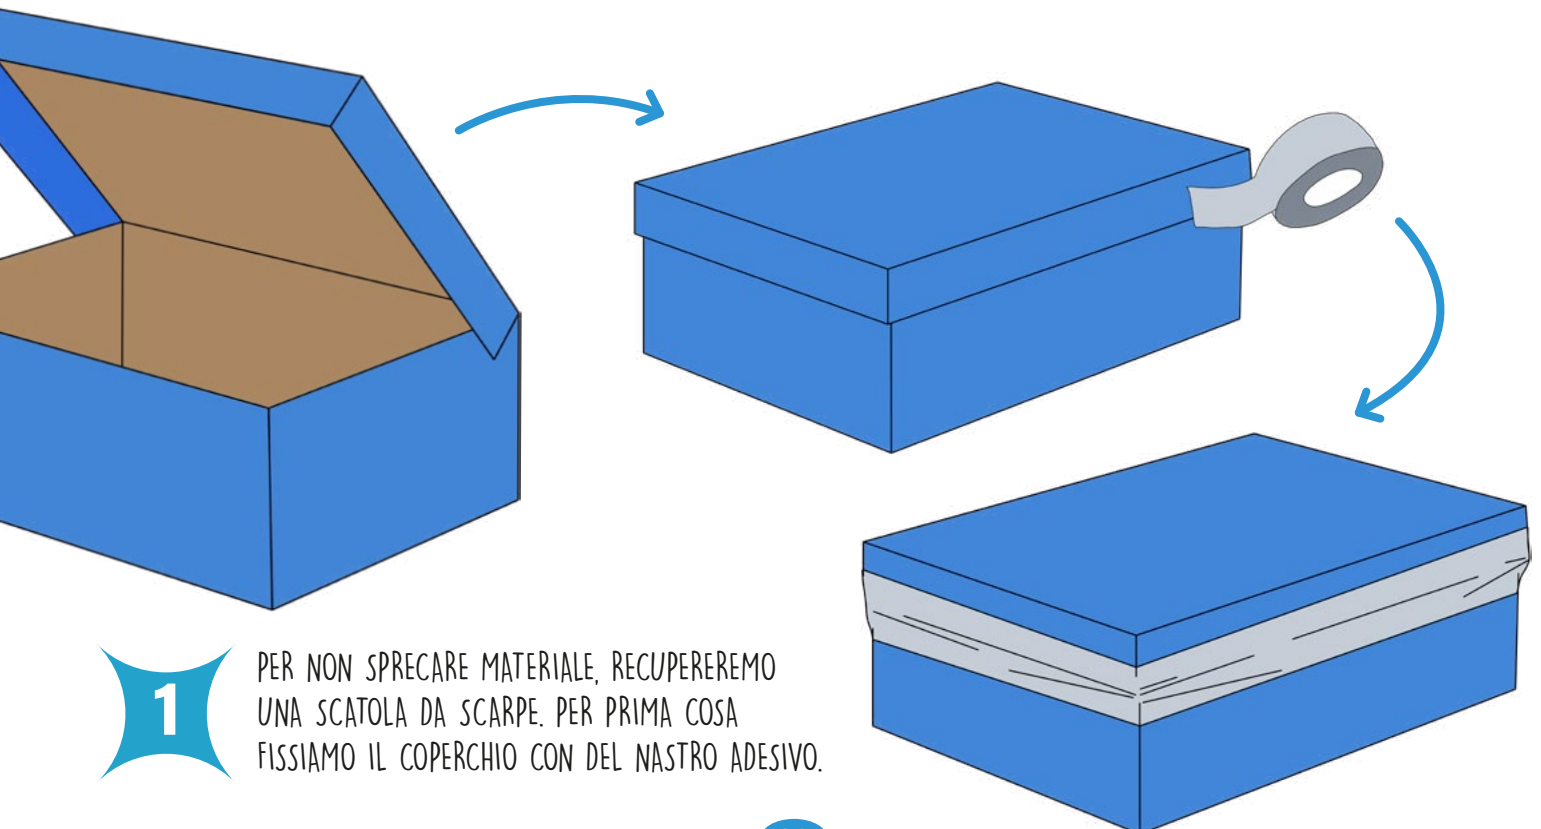 1
PER NON SPRECARE MATERIALE, RECUPEREREMO
UNA SCATOLA DA SCARPE. PER PRIMA COSA
FISSIAMO IL COPERCHIO CON DEL NASTRO ADESIVO.